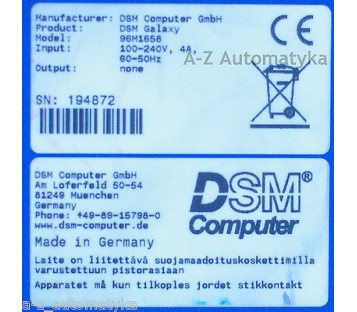 Manufacturer: DSM Computer GmbH
Product: DSM Galaxy
Model: 96M1658
Input: 100-240V, 4A,
60-50Hz
Output: none
A-Z Automatyka
CE
SN: 194872
DSM Computer GmbH
Am Loferfeld 50-54
81249 Muenchen
Germany
Phone: +49-89-15798-0
www.dsm-computer.de
DSM®
Computer
Made in Germany
Laite on liitettävä suojamaadoituskoskettimilla
varustettuun pistorasiaan
Apparatet må kun tilkoples jordet stikkontakt
a-z_automatyka
a-z_automatyka